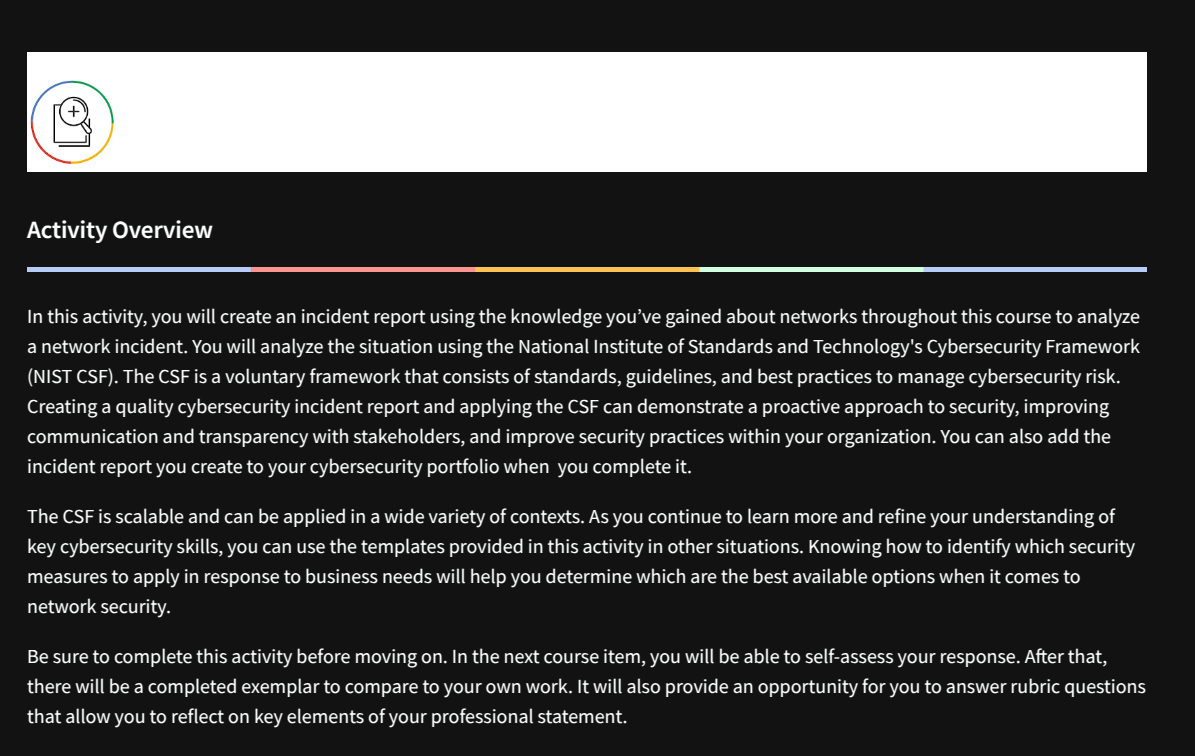 Activity Overview
In this activity, you will create an incident report using the knowledge you’ve gained about networks throughout this course to analyze
a network incident. You will analyze the situation using the National Institute of Standards and Technology's Cybersecurity Framework
(NIST CSF). The CSF is a voluntary framework that consists of standards, guidelines, and best practices to manage cybersecurity risk.
Creating a quality cybersecurity incident report and applying the CSF can demonstrate a proactive approach to security, improving
communication and transparency with stakeholders, and improve security practices within your organization. You can also add the
incident report you create to your cybersecurity portfolio when  you complete it.
The CSF is scalable and can be applied in a wide variety of contexts. As you continue to learn more and refine your understanding of
key cybersecurity skills, you can use the templates provided in this activity in other situations. Knowing how to identify which security
measures to apply in response to business needs will help you determine which are the best available options when it comes to
network security.
Be sure to complete this activity before moving on. In the next course item, you will be able to self-assess your response. After that,
there will be a completed exemplar to compare to your own work. It will also provide an opportunity for you to answer rubric questions
that allow you to reflect on key elements of your professional statement.